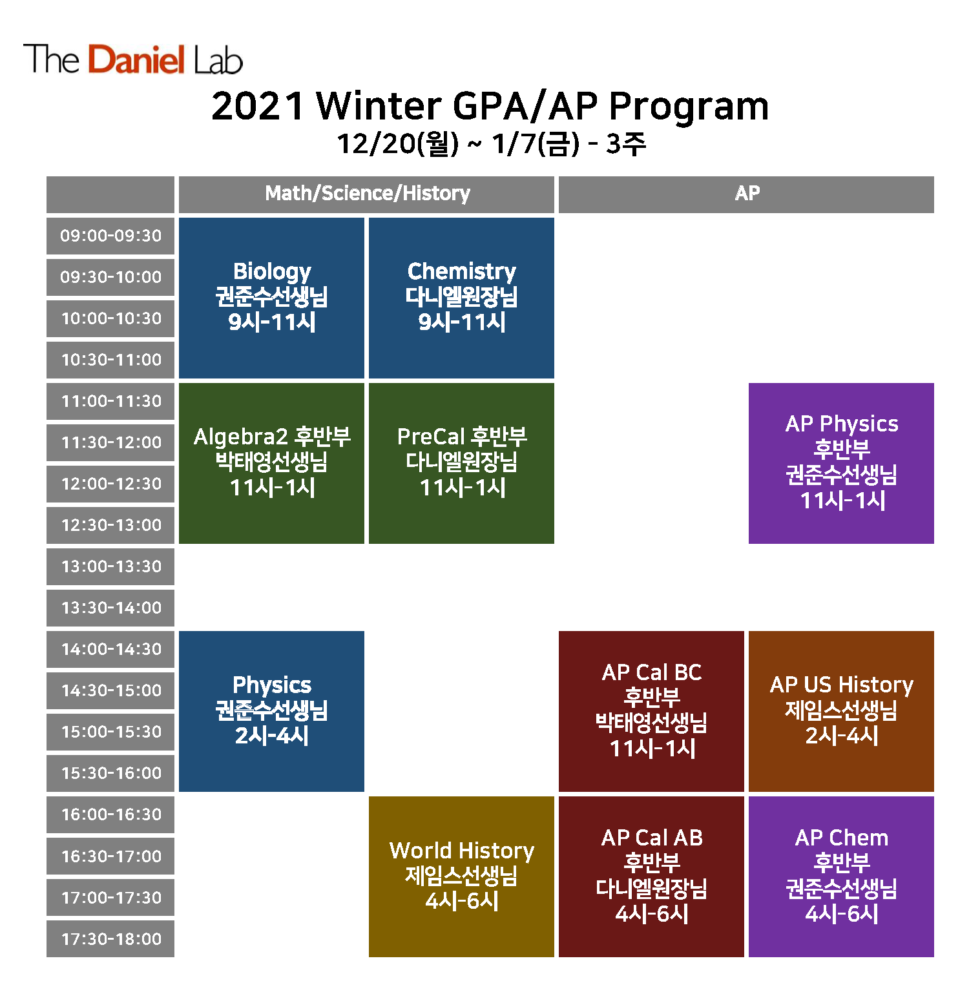 The Daniel Lab
2021 Winter GPA/AP Program
12/20(월) ~ 1/7(금) - 3주
Math/Science/History
AP
09:00-09:30
09:30-10:00
10:00-10:30
10:30-11:00
11:00-11:30
11:30-12:00
12:00-12:30
12:30-13:00
13:00-13:30
13:30-14:00
14:00-14:30
14:30-15:00
15:00-15:30
15:30-16:00
16:00-16:30
16:30-17:00
17:00-17:30
17:30-18:00
Biology
권준수선생님
9시-11시
Chemistry
다니엘원장님
9시-11시
Algebra2 후반부
박태영선생님
11시-1시
PreCal 후반부
다니엘원장님
11시-1시
AP Physics
후반부
권준수선생님
11시-1시
Physics
권준수선생님
2시-4시
AP Cal BC
후반부
박태영선생님
11시-1시
AP US History
제임스선생님
2시-4시
World History
제임스선생님
4시-6시
AP Cal AB
후반부
다니엘원장님
4시-6시
AP Chem
후반부
권준수선생님
4시-6시